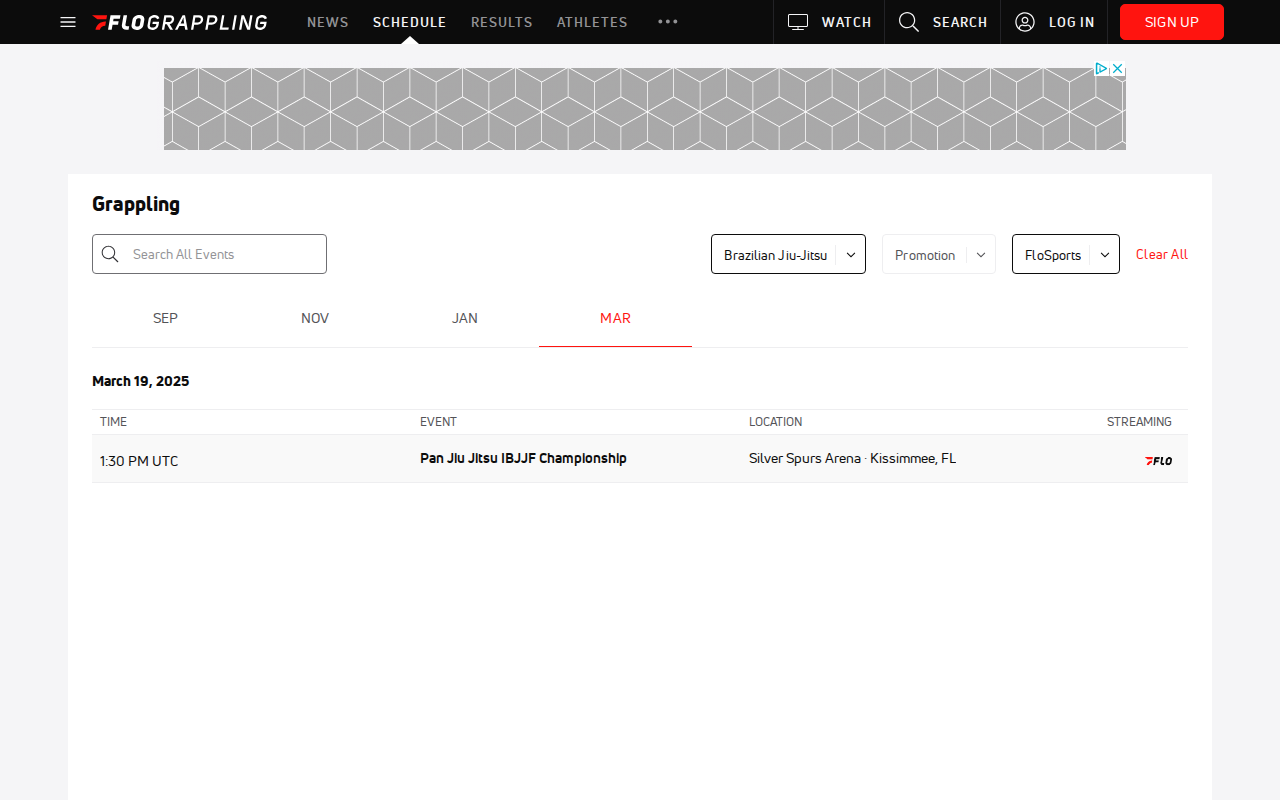 FLOGRAPPLING NEWS SCHEDULE RESULTS ATHLETES WATCH SEARCH LOG IN SIGN UP
Grappling
Search All Events Brazilian Jiu-Jitsu Promotion FloSports Clear All
SEP NOV JAN MAR
March 19, 2025
TIME EVENT LOCATION STREAMING
1:30 PM UTC Pan Jiu Jitsu IBJJF Championship Silver Spurs Arena · Kissimmee, FL FLO